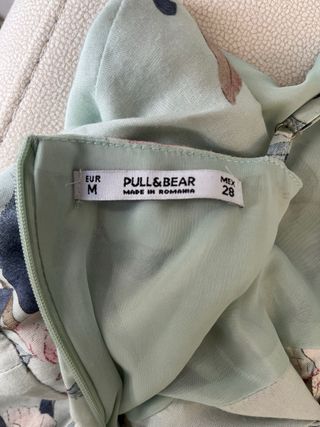 EUR
M
PULL&BEAR
MADE IN ROMANIA
MEX
28